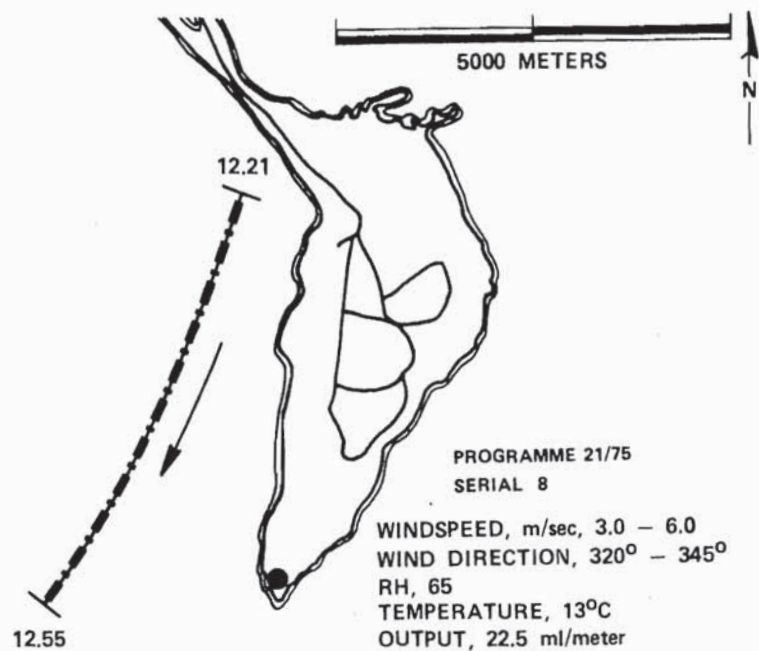 5000 METERS
N
12.21
PROGRAMME 21/75
SERIAL 8
WINDSPEED, m/sec, 3.0 – 6.0
WIND DIRECTION, 320° – 345°
RH, 65
TEMPERATURE, 13°C
12.55
OUTPUT, 22.5 ml/meter